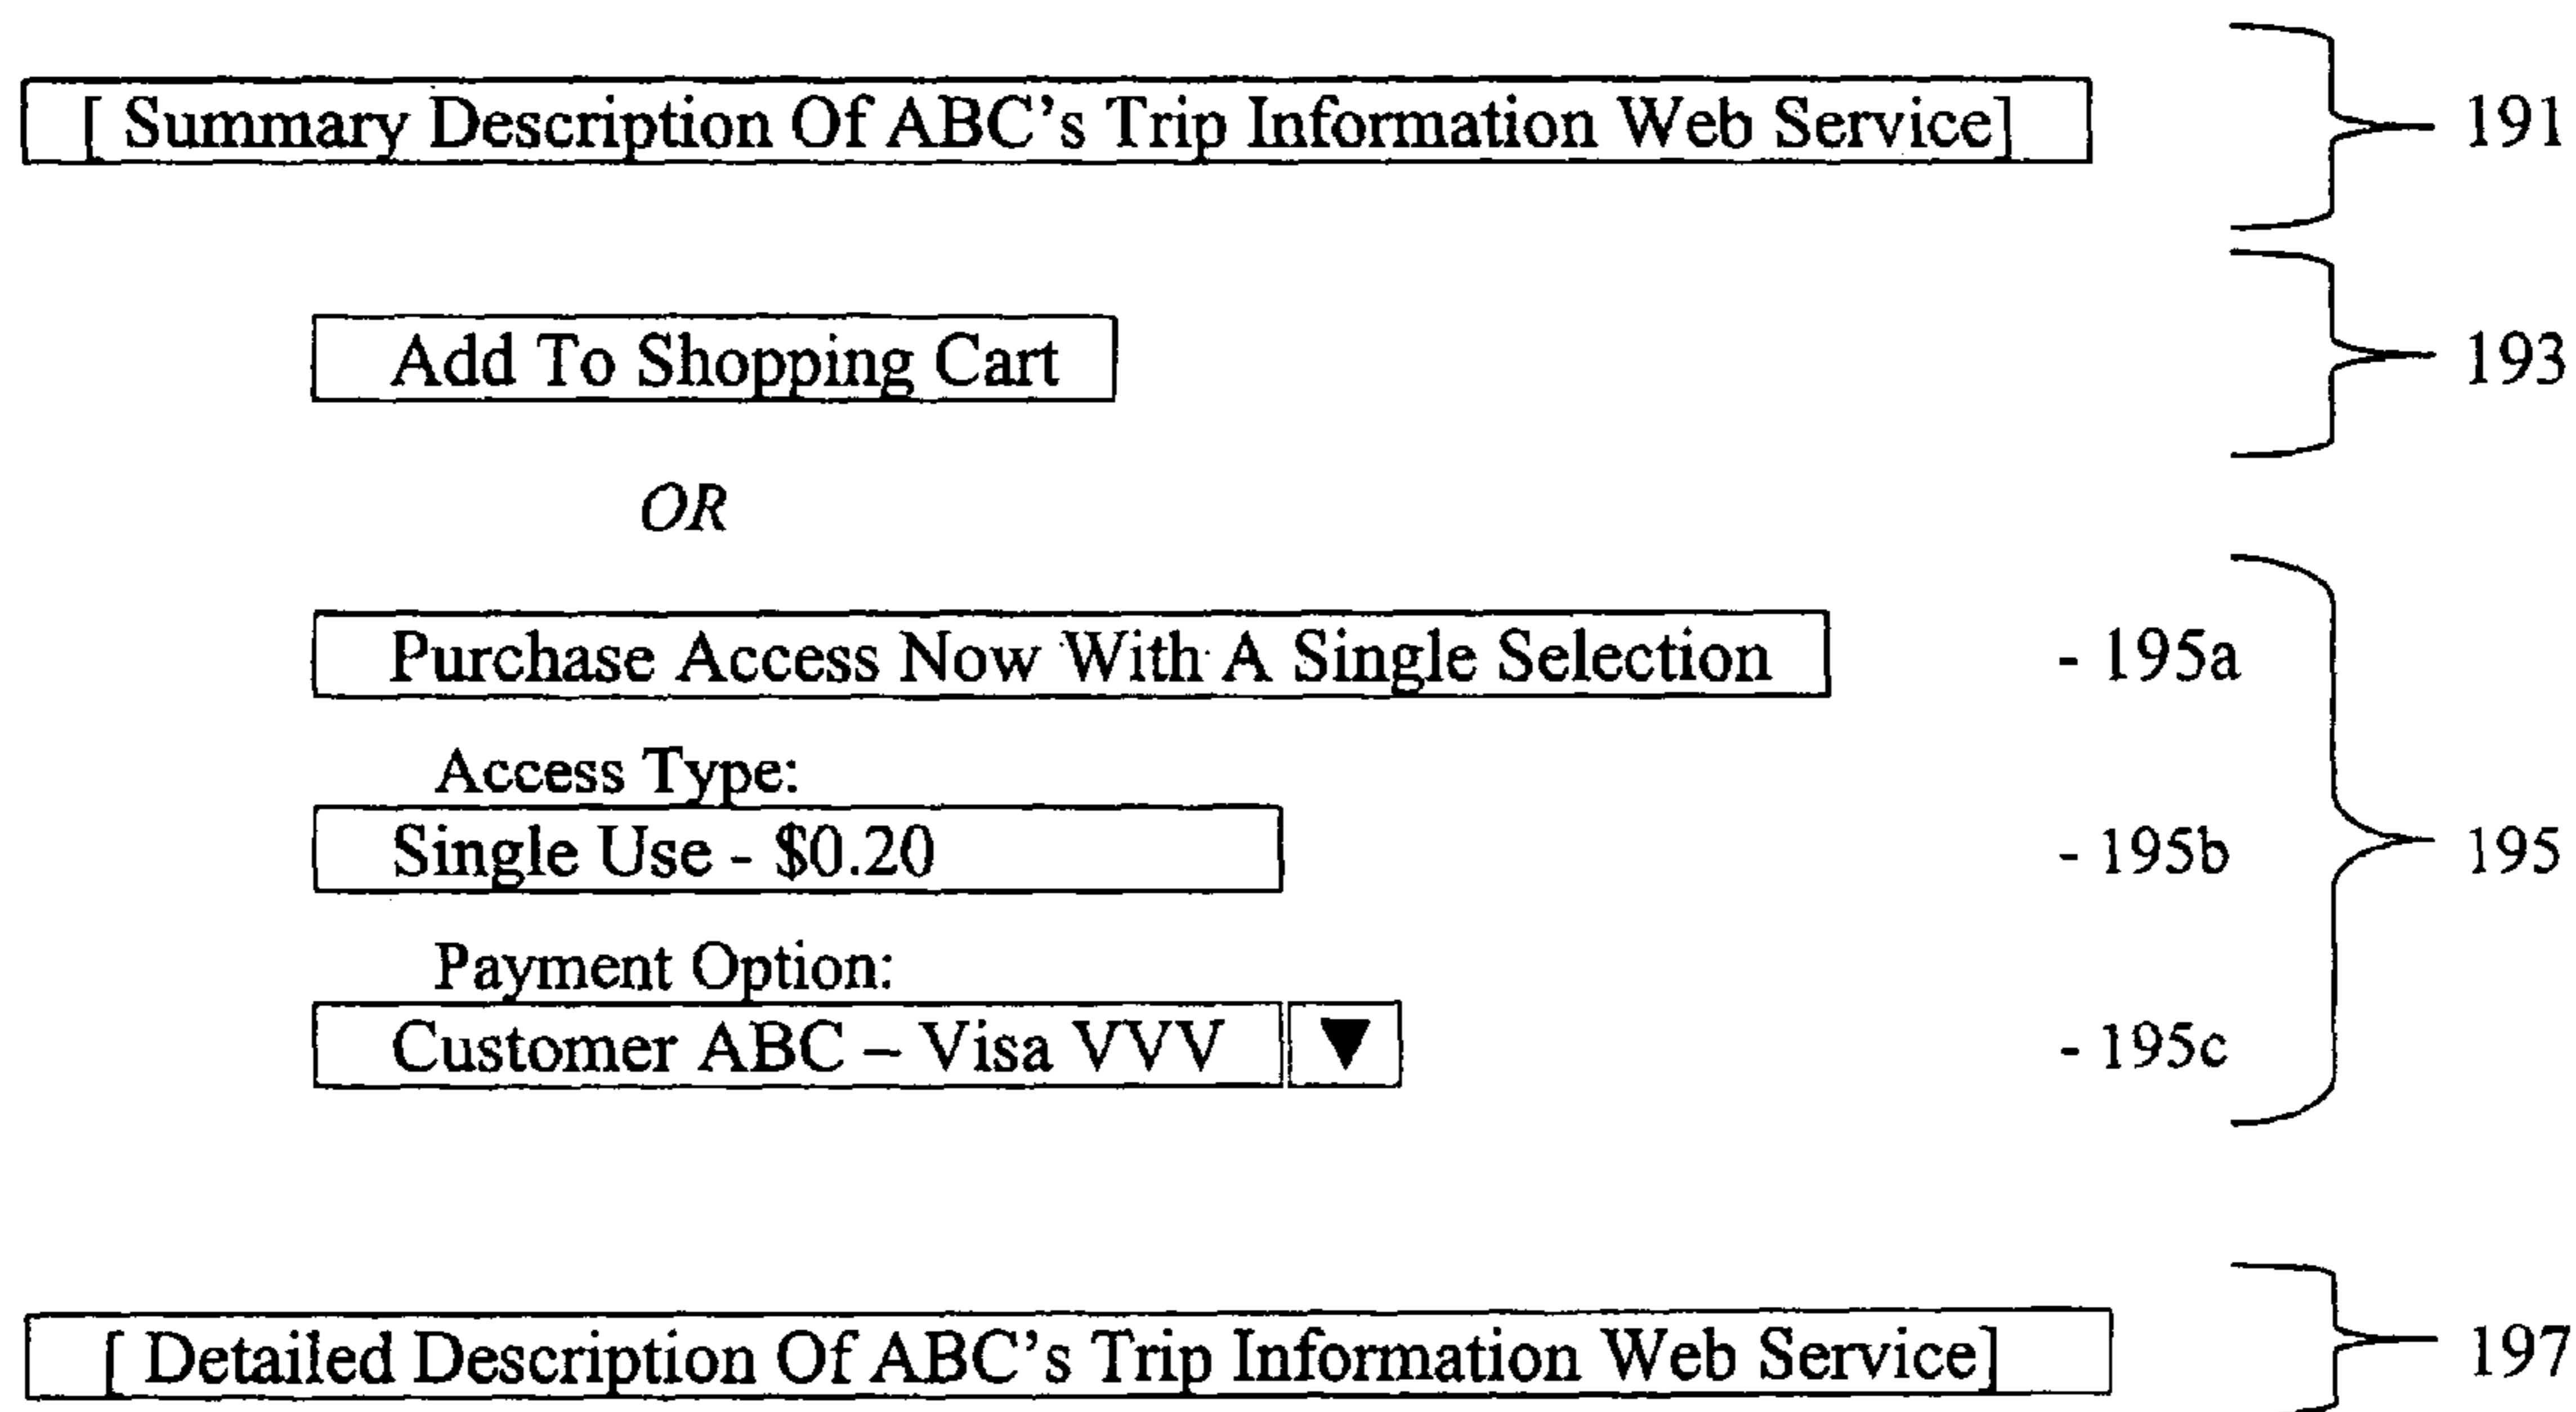 [ Summary Description Of ABC's Trip Information Web Service] 191
Add To Shopping Cart 193
OR
Purchase Access Now With A Single Selection - 195a
Access Type:
Single Use - $0.20 - 195b 195
Payment Option:
Customer ABC – Visa VVV ▼ - 195c
[ Detailed Description Of ABC's Trip Information Web Service] 197